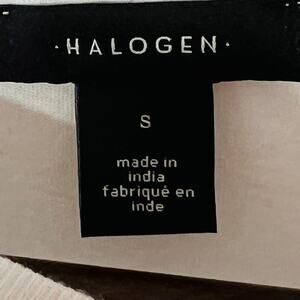 · HALOGEN ·
S
made in
india
fabriqué en
inde